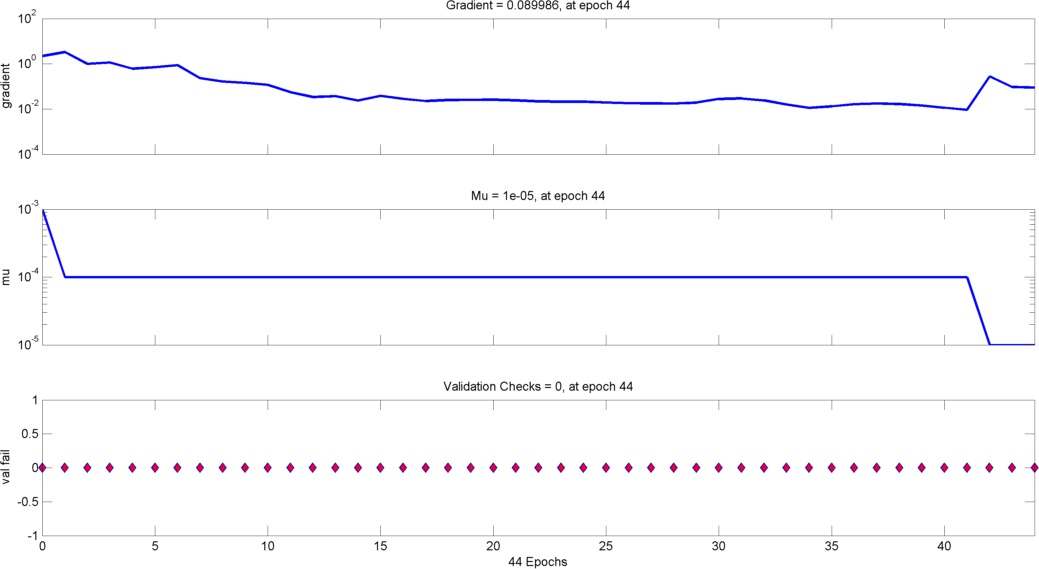 Gradient = 0.089986, at epoch 44
10^2
10^0
10^-2
10^-4
gradient
Mu = 1e-05, at epoch 44
10^-3
10^-4
10^-5
mu
Validation Checks = 0, at epoch 44
1
0.5
0
-0.5
-1
val fail
0 5 10 15 20 25 30 35 40
44 Epochs